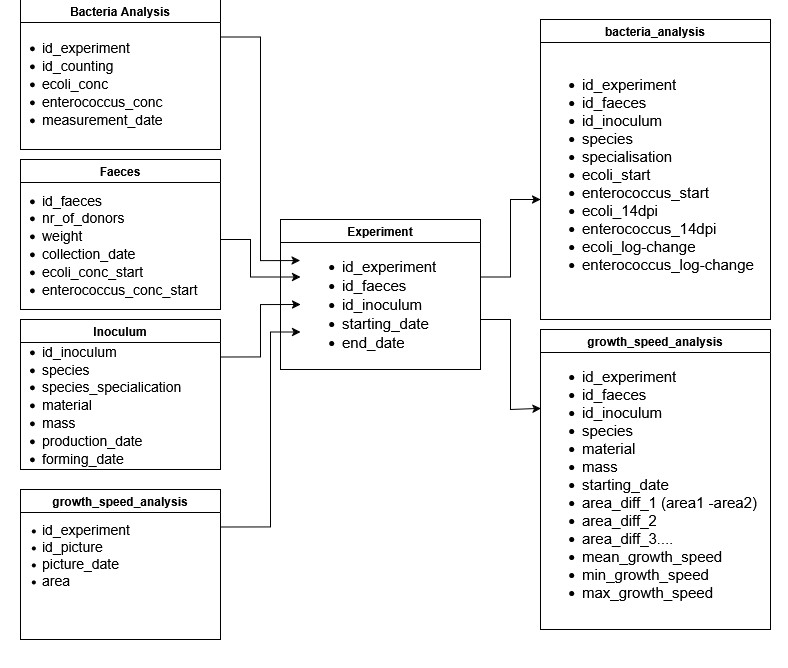 Bacteria Analysis
id_experiment
id_counting
ecoli_conc
enterococcus_conc
measurement_date
Faeces
id_faeces
nr_of_donors
weight
collection_date
ecoli_conc_start
enterococcus_conc_start
Inoculum
id_inoculum
species
species_specialication
material
mass
production_date
forming_date
growth_speed_analysis
id_experiment
id_picture
picture_date
area
Experiment
id_experiment
id_faeces
id_inoculum
starting_date
end_date
bacteria_analysis
id_experiment
id_faeces
id_inoculum
species
specialisation
ecoli_start
enterococcus_start
ecoli_14dpi
enterococcus_14dpi
ecoli_log-change
enterococcus_log-change
growth_speed_analysis
id_experiment
id_faeces
id_inoculum
species
material
mass
starting_date
area_diff_1 (area1 -area2)
area_diff_2
area_diff_3....
mean_growth_speed
min_growth_speed
max_growth_speed